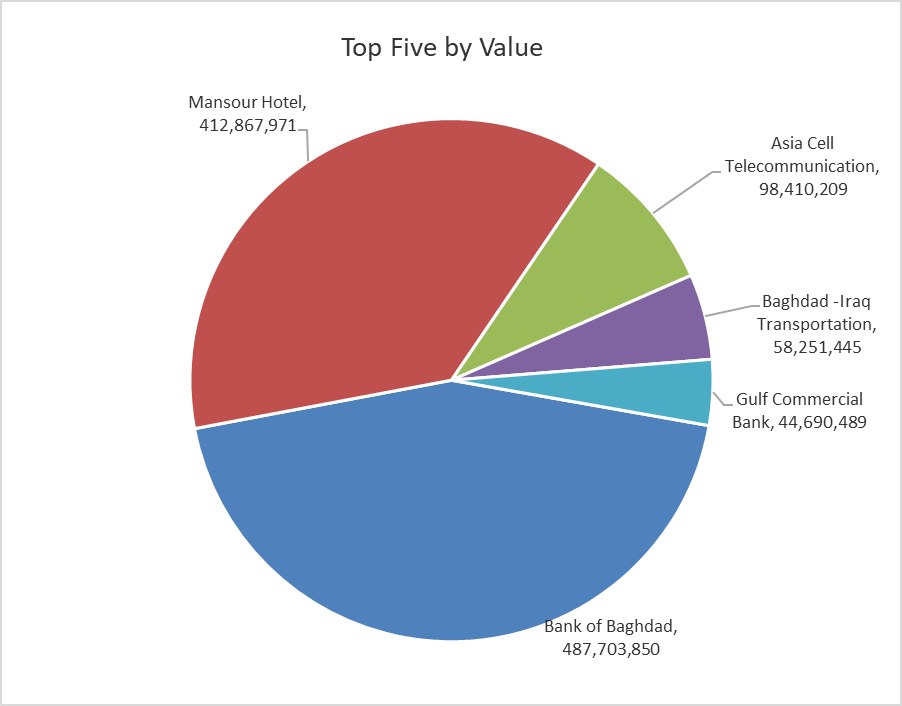 Top Five by Value
Mansour Hotel,
412,867,971
Asia Cell
Telecommunication,
98,410,209
Baghdad -Iraq
Transportation,
58,251,445
Gulf Commercial
Bank, 44,690,489
Bank of Baghdad,
487,703,850